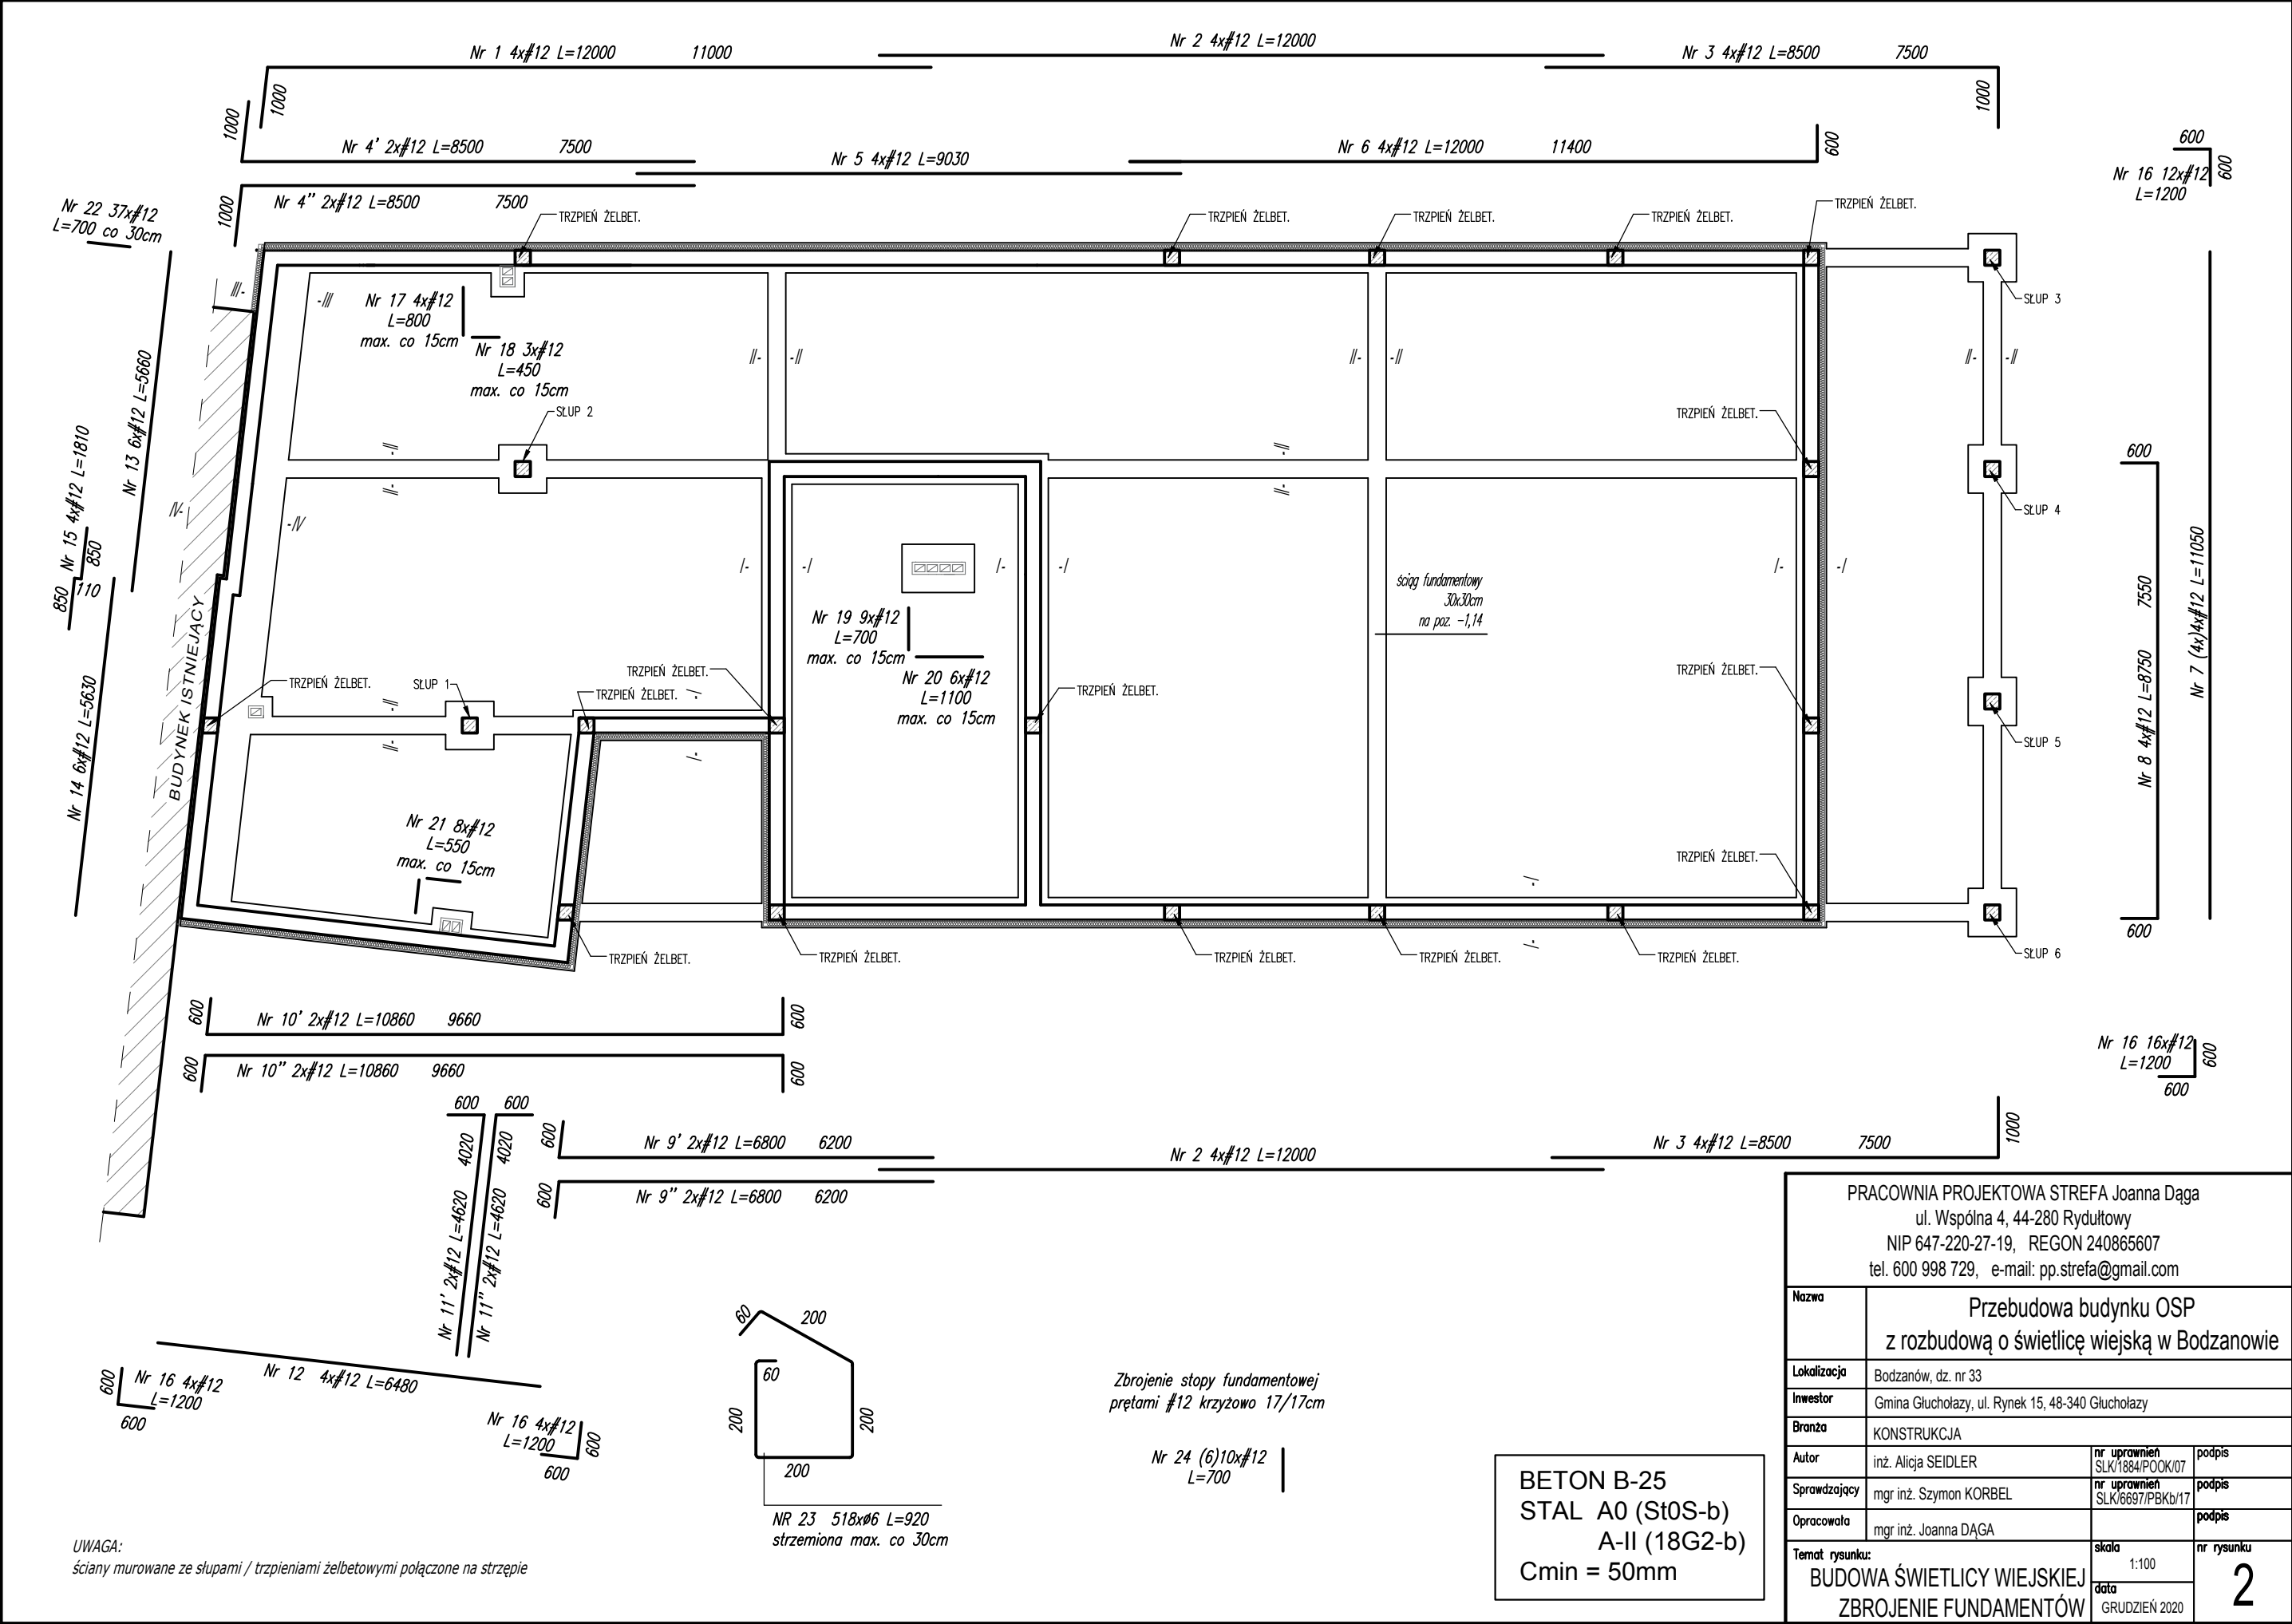 Nr 1 4x#12 L=12000 11000
Nr 2 4x#12 L=12000
Nr 3 4x#12 L=8500 7500
1000
1000
1000
Nr 4' 2x#12 L=8500 7500
Nr 5 4x#12 L=9030
Nr 6 4x#12 L=12000 11400
600
600
600
Nr 16 12x#12
L=1200
1000
Nr 4" 2x#12 L=8500 7500
Nr 22 37x#12
L=700 co 30cm
TRZPIEŃ ŻELBET.
TRZPIEŃ ŻELBET.
TRZPIEŃ ŻELBET.
TRZPIEŃ ŻELBET.
TRZPIEŃ ŻELBET.
III-
-III
Nr 17 4x#12
L=800
max. co 15cm
Nr 18 3x#12
L=450
max. co 15cm
SŁUP 3
II-
-II
II-
-II
II-
-II
Nr 13 6x#12 L=5660
SŁUP 2
TRZPIEŃ ŻELBET.
II-
II-
-II
-II
Nr 15 4x#12 L=1810
850
110
850
IV-
-IV
BUDYNEK ISTNIEJĄCY
SŁUP 4
600
Nr 8 4x#12 L=8750 7550
600
Nr 7 (4x)4x#12 L=11050
I-
-I
I-
-I
I-
-I
ściąg fundamentowy
30x30cm
na poz. -1,14
Nr 19 9x#12
L=700
max. co 15cm
Nr 20 6x#12
L=1100
max. co 15cm
TRZPIEŃ ŻELBET.
SŁUP 1
TRZPIEŃ ŻELBET.
TRZPIEŃ ŻELBET.
TRZPIEŃ ŻELBET.
TRZPIEŃ ŻELBET.
I-
II-
-II
-I
SŁUP 5
Nr 14 6x#12 L=5630
Nr 21 8x#12
L=550
max. co 15cm
TRZPIEŃ ŻELBET.
I-
-I
TRZPIEŃ ŻELBET.
TRZPIEŃ ŻELBET.
TRZPIEŃ ŻELBET.
TRZPIEŃ ŻELBET.
TRZPIEŃ ŻELBET.
SŁUP 6
600
Nr 10' 2x#12 L=10860 9660
600
600
Nr 10" 2x#12 L=10860 9660
600
Nr 16 16x#12
L=1200
600
600
600
600
Nr 11' 2x#12 L=4620 4020
Nr 11" 2x#12 L=4620 4020
600
Nr 9' 2x#12 L=6800 6200
Nr 2 4x#12 L=12000
Nr 3 4x#12 L=8500 7500
1000
600
Nr 9" 2x#12 L=6800 6200
600
Nr 16 4x#12
L=1200
600
Nr 12 4x#12 L=6480
Nr 16 4x#12
L=1200
600
600
60
200
60
200
200
200
NR 23 518xø6 L=920
strzemiona max. co 30cm
Zbrojenie stopy fundamentowej
prętami #12 krzyżowo 17/17cm
Nr 24 (6)10x#12
L=700
BETON B-25
STAL A0 (St0S-b)
A-II (18G2-b)
Cmin = 50mm
UWAGA:
ściany murowane ze słupami / trzpieniami żelbetowymi połączone na strzępie
PRACOWNIA PROJEKTOWA STREFA Joanna Dąga
ul. Wspólna 4, 44-280 Rydułtowy
NIP 647-220-27-19, REGON 240865607
tel. 600 998 729, e-mail: pp.strefa@gmail.com
Nazwa
Przebudowa budynku OSP
z rozbudową o świetlicę wiejską w Bodzanowie
Lokalizacja Bodzanów, dz. nr 33
Inwestor Gmina Głuchołazy, ul. Rynek 15, 48-340 Głuchołazy
Branża KONSTRUKCJA
Autor inż. Alicja SEIDLER nr uprawnień SLK/1884/POOK/07 podpis
Sprawdzający mgr inż. Szymon KORBEL nr uprawnień SLK/6697/PBKb/17 podpis
Opracowała mgr inż. Joanna DĄGA podpis
Temat rysunku:
BUDOWA ŚWIETLICY WIEJSKIEJ
ZBROJENIE FUNDAMENTÓW
skala
1:100
data
GRUDZIEŃ 2020
nr rysunku
2